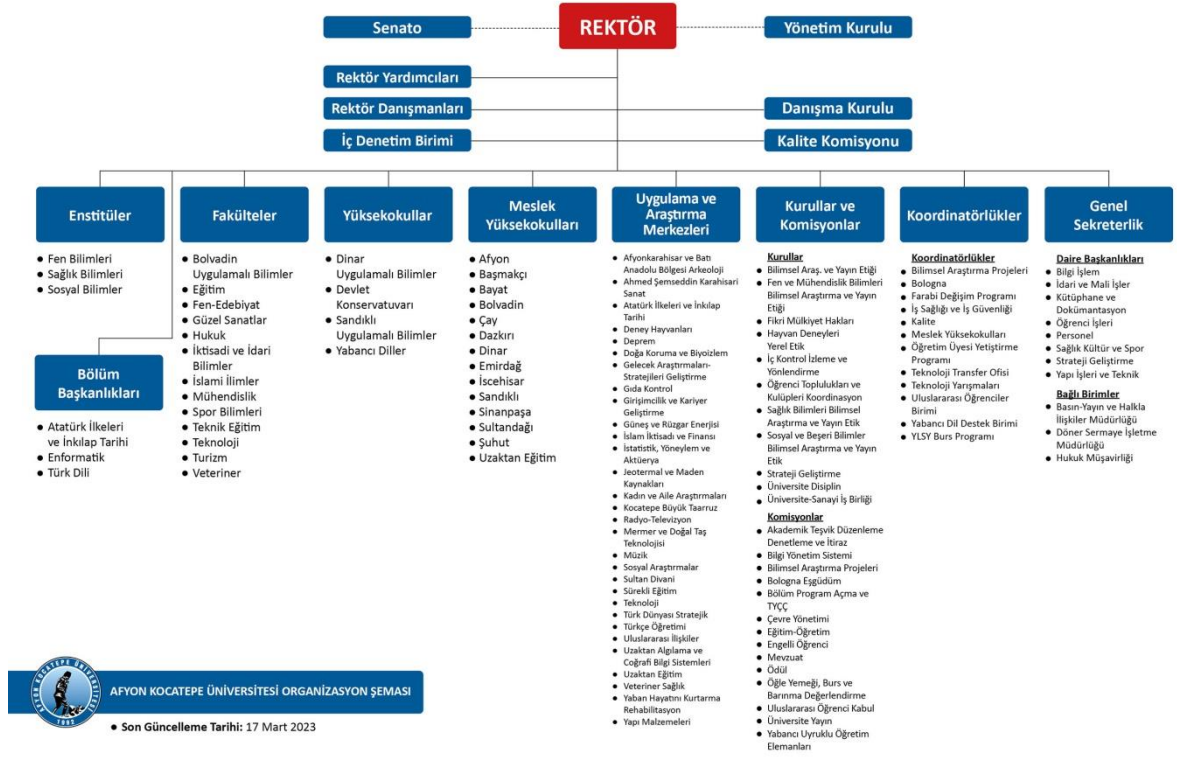 Senato
REKTÖR
Yönetim Kurulu
Rektör Yardımcıları
Rektör Danışmanları
Danışma Kurulu
İç Denetim Birimi
Kalite Komisyonu
Enstitüler
● Fen Bilimleri
● Sağlık Bilimleri
● Sosyal Bilimler
Bölüm
Başkanlıkları
● Atatürk İlkeleri
ve İnkılap Tarihi
● Enformatik
● Türk Dili
Fakülteler
● Bolvadin
Uygulamalı Bilimler
● Eğitim
● Fen-Edebiyat
● Güzel Sanatlar
● Hukuk
● İktisadi ve İdari
Bilimler
● İslami İlimler
● Mühendislik
● Spor Bilimleri
● Teknik Eğitim
● Teknoloji
● Turizm
● Veteriner
Yüksekokullar
● Dinar
Uygulamalı Bilimler
● Devlet
Konservatuvarı
● Sandıklı
Uygulamalı Bilimler
● Yabancı Diller
Meslek
Yüksekokulları
● Afyon
● Başmakçı
● Bayat
● Bolvadin
● Çay
● Dazkırı
● Dinar
● Emirdağ
● İscehisar
● Sandıklı
● Sinanpaşa
● Sultandağı
● Şuhut
● Uzaktan Eğitim
Uygulama ve
Araştırma
Merkezleri
● Afyonkarahisar ve Batı
Anadolu Bölgesi Arkeoloji
● Ahmed Şemseddin Karahisari
Sanat
● Atatürk İlkeleri ve İnkılap
Tarihi
● Deney Hayvanları
● Deprem
● Doğa Koruma ve Biyoizlem
● Gelecek Araştırmaları-
Stratejileri Geliştirme
● Gıda Kontrol
● Girişimcilik ve Kariyer
Geliştirme
● Güneş ve Rüzgar Enerjisi
● İslam İktisadı ve Finansı
● İstatistik, Yöneylem ve
Aktüerya
● Jeotermal ve Maden
Kaynakları
● Kadın ve Aile Araştırmaları
● Kocatepe Büyük Taarruz
● Radyo-Televizyon
● Mermer ve Doğal Taş
Teknolojisi
● Müzik
● Sosyal Araştırmalar
● Sultan Divani
● Sürekli Eğitim
● Teknoloji
● Türk Dünyası Stratejik
● Türkçe Öğretimi
● Uluslararası İlişkiler
● Uzaktan Algılama ve
Coğrafi Bilgi Sistemleri
● Uzaktan Eğitim
● Veteriner Sağlık
● Yaban Hayatını Kurtarma
Rehabilitasyon
● Yapı Malzemeleri
Kurullar ve
Komisyonlar
Kurullar
● Bilimsel Araş. ve Yayın Etiği
● Fen ve Mühendislik Bilimleri
Bilimsel Araştırma ve Yayın
Etiği
● Fikri Mülkiyet Hakları
● Hayvan Deneyleri
Yerel Etik
● İç Kontrol İzleme ve
Yönlendirme
● Öğrenci Toplulukları ve
Kulüpleri Koordinasyon
● Sağlık Bilimleri Bilimsel
Araştırma ve Yayın Etik
● Sosyal ve Beşeri Bilimler
Bilimsel Araştırma ve Yayın
Etik
● Strateji Geliştirme
● Üniversite Disiplin
● Üniversite-Sanayi İş Birliği
Komisyonlar
● Akademik Teşvik Düzenleme
Denetleme ve İtiraz
● Bilgi Yönetim Sistemi
● Bilimsel Araştırma Projeleri
● Bologna Eşgüdüm
● Bölüm Program Açma ve
TYÇÇ
● Çevre Yönetimi
● Eğitim-Öğretim
● Engelli Öğrenci
● Mevzuat
● Ödül
● Öğle Yemeği, Burs ve
Barınma Değerlendirme
● Uluslararası Öğrenci Kabul
● Üniversite Yayın
● Yabancı Uyruklu Öğretim
Elemanları
Koordinatörlükler
Koordinatörlükler
● Bilimsel Araştırma Projeleri
● Bologna
● Farabi Değişim Programı
● İş Sağlığı ve İş Güvenliği
● Kalite
● Meslek Yüksekokulları
● Öğretim Üyesi Yetiştirme
Programı
● Teknoloji Transfer Ofisi
● Teknoloji Yarışmaları
● Uluslararası Öğrenciler
Birimi
● Yabancı Dil Destek Birimi
● YLSY Burs Programı
Genel
Sekreterlik
Daire Başkanlıkları
● Bilgi İşlem
● İdari ve Mali İşler
● Kütüphane ve
Dokümantasyon
● Öğrenci İşleri
● Personel
● Sağlık Kültür ve Spor
● Strateji Geliştirme
● Yapı İşleri ve Teknik
Bağlı Birimler
● Basın-Yayın ve Halkla
İlişkiler Müdürlüğü
● Döner Sermaye İşletme
Müdürlüğü
● Hukuk Müşavirliği
AFYON KOCATEPE ÜNİVERSİTESİ
1992
AFYON KOCATEPE ÜNİVERSİTESİ ORGANİZASYON ŞEMASI
● Son Güncelleme Tarihi: 17 Mart 2023